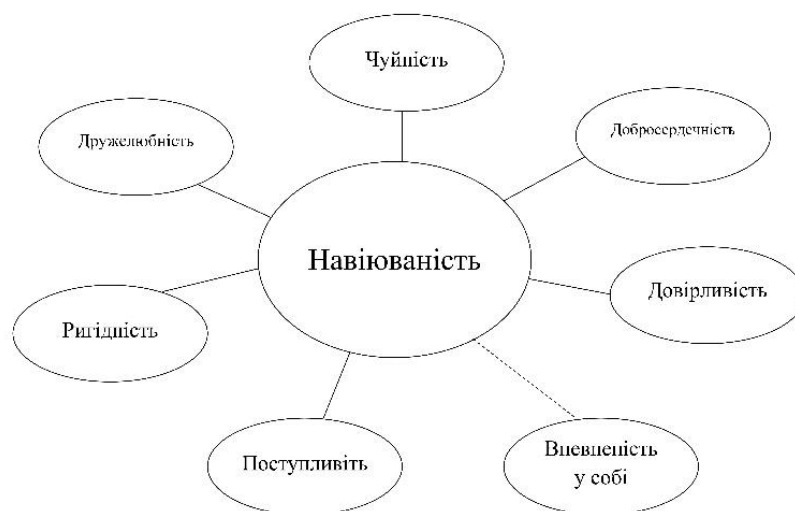 Чуйність
Дружелюбність
Добросердечність
Навіюваність
Довірливість
Ригідність
Поступливіть
Впевненість
у собі